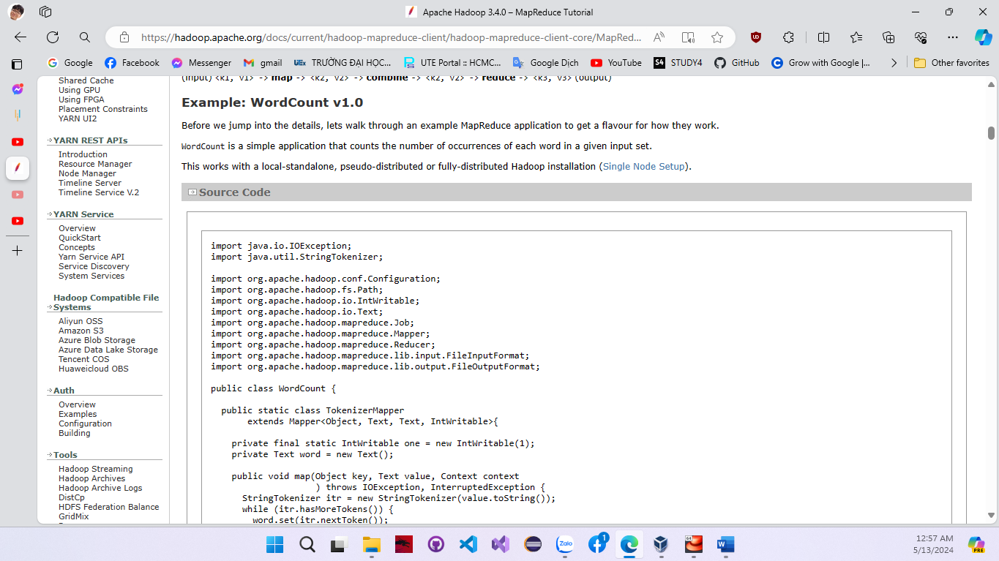 Apache Hadoop 3.4.0 – MapReduce Tutorial
https://hadoop.apache.org/docs/current/hadoop-mapreduce-client/hadoop-mapreduce-client-core/MapRed...
Google Facebook Messenger gmail TRƯỜNG ĐẠI HỌC... UTE Portal :: HCMC... Google Dịch YouTube STUDY4 GitHub Grow with Google |... Other favorites
Shared Cache
Using GPU
Using FPGA
Placement Constraints
YARN UI2
YARN REST APIs
Introduction
Resource Manager
Node Manager
Timeline Server
Timeline Service V.2
YARN Service
Overview
QuickStart
Concepts
Yarn Service API
Service Discovery
System Services
Hadoop Compatible File
Systems
Aliyun OSS
Amazon S3
Azure Blob Storage
Azure Data Lake Storage
Tencent COS
Huaweicloud OBS
Auth
Overview
Examples
Configuration
Building
Tools
Hadoop Streaming
Hadoop Archives
Hadoop Archive Logs
DistCp
HDFS Federation Balance
GridMix
(input) <k1, v1> -> map -> <k2, v2> -> combine -> <k2, v2> -> reduce -> <k3, v3> (output)
Example: WordCount v1.0
Before we jump into the details, lets walk through an example MapReduce application to get a flavour for how they work.
WordCount is a simple application that counts the number of occurrences of each word in a given input set.
This works with a local-standalone, pseudo-distributed or fully-distributed Hadoop installation (Single Node Setup).
Source Code
import java.io.IOException;
import java.util.StringTokenizer;
import org.apache.hadoop.conf.Configuration;
import org.apache.hadoop.fs.Path;
import org.apache.hadoop.io.IntWritable;
import org.apache.hadoop.io.Text;
import org.apache.hadoop.mapreduce.Job;
import org.apache.hadoop.mapreduce.Mapper;
import org.apache.hadoop.mapreduce.Reducer;
import org.apache.hadoop.mapreduce.lib.input.FileInputFormat;
import org.apache.hadoop.mapreduce.lib.output.FileOutputFormat;
public class WordCount {
public static class TokenizerMapper
extends Mapper<Object, Text, Text, IntWritable>{
private final static IntWritable one = new IntWritable(1);
private Text word = new Text();
public void map(Object key, Text value, Context context
) throws IOException, InterruptedException {
StringTokenizer itr = new StringTokenizer(value.toString());
while (itr.hasMoreTokens()) {
word.set(itr.nextToken());
Zalo
1
64
12:57 AM
5/13/2024
PRE